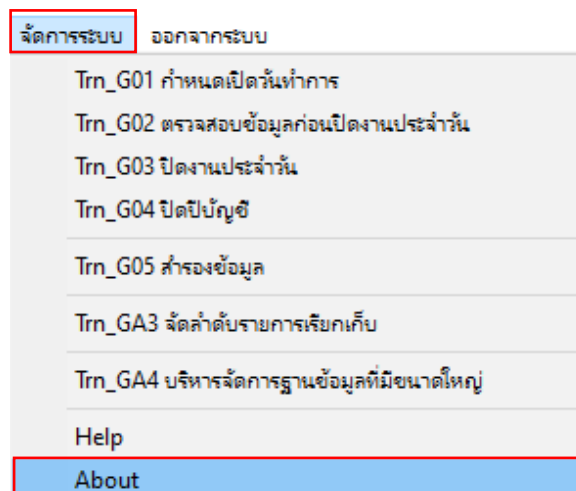 จัดการระบบ ออกจากระบบ
Trn_G01 กำหนดเปิดวันทำการ
Trn_G02 ตรวจสอบข้อมูลก่อนปิดงานประจำวัน
Trn_G03 ปิดงานประจำวัน
Trn_G04 ปิดปีบัญชี
Trn_G05 สำรองข้อมูล
Trn_GA3 จัดลำดับรายการเรียกเก็บ
Trn_GA4 บริหารจัดการฐานข้อมูลที่มีขนาดใหญ่
Help
About